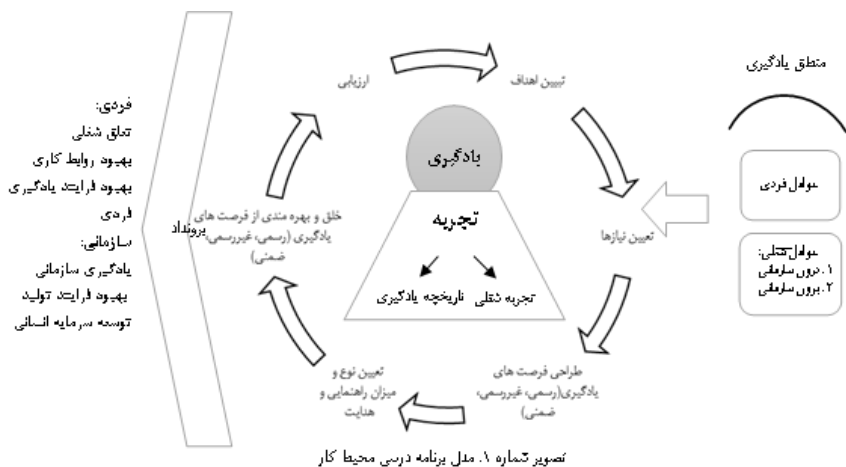 منطق یادگیری
عوامل فردی
عوامل شغلی:
۱. درون سازمانی
۲. برون سازمانی
تبیین اهداف
تعیین نیازها
طراحی فرصت های
یادگیری(رسمی، غیررسمی،
ضمنی)
تعیین نوع و
میزان راهنمایی و
هدایت
خلق و بهره مندی از فرصت های
یادگیری (رسمی، غیررسمی،
ضمنی)
ارزیابی
یادگیری
تجربه
تجربه شغلی
تاریخچه یادگیری
برونداد
فردی:
تعلق شغلی
بهبود روابط کاری
بهبود فرایند یادگیری
فردی
سازمانی:
یادگیری سازمانی
بهبود فرایند تولید
توسعه سرمایه انسانی
تصویر شماره ۱. مدل برنامه درسی محیط کار